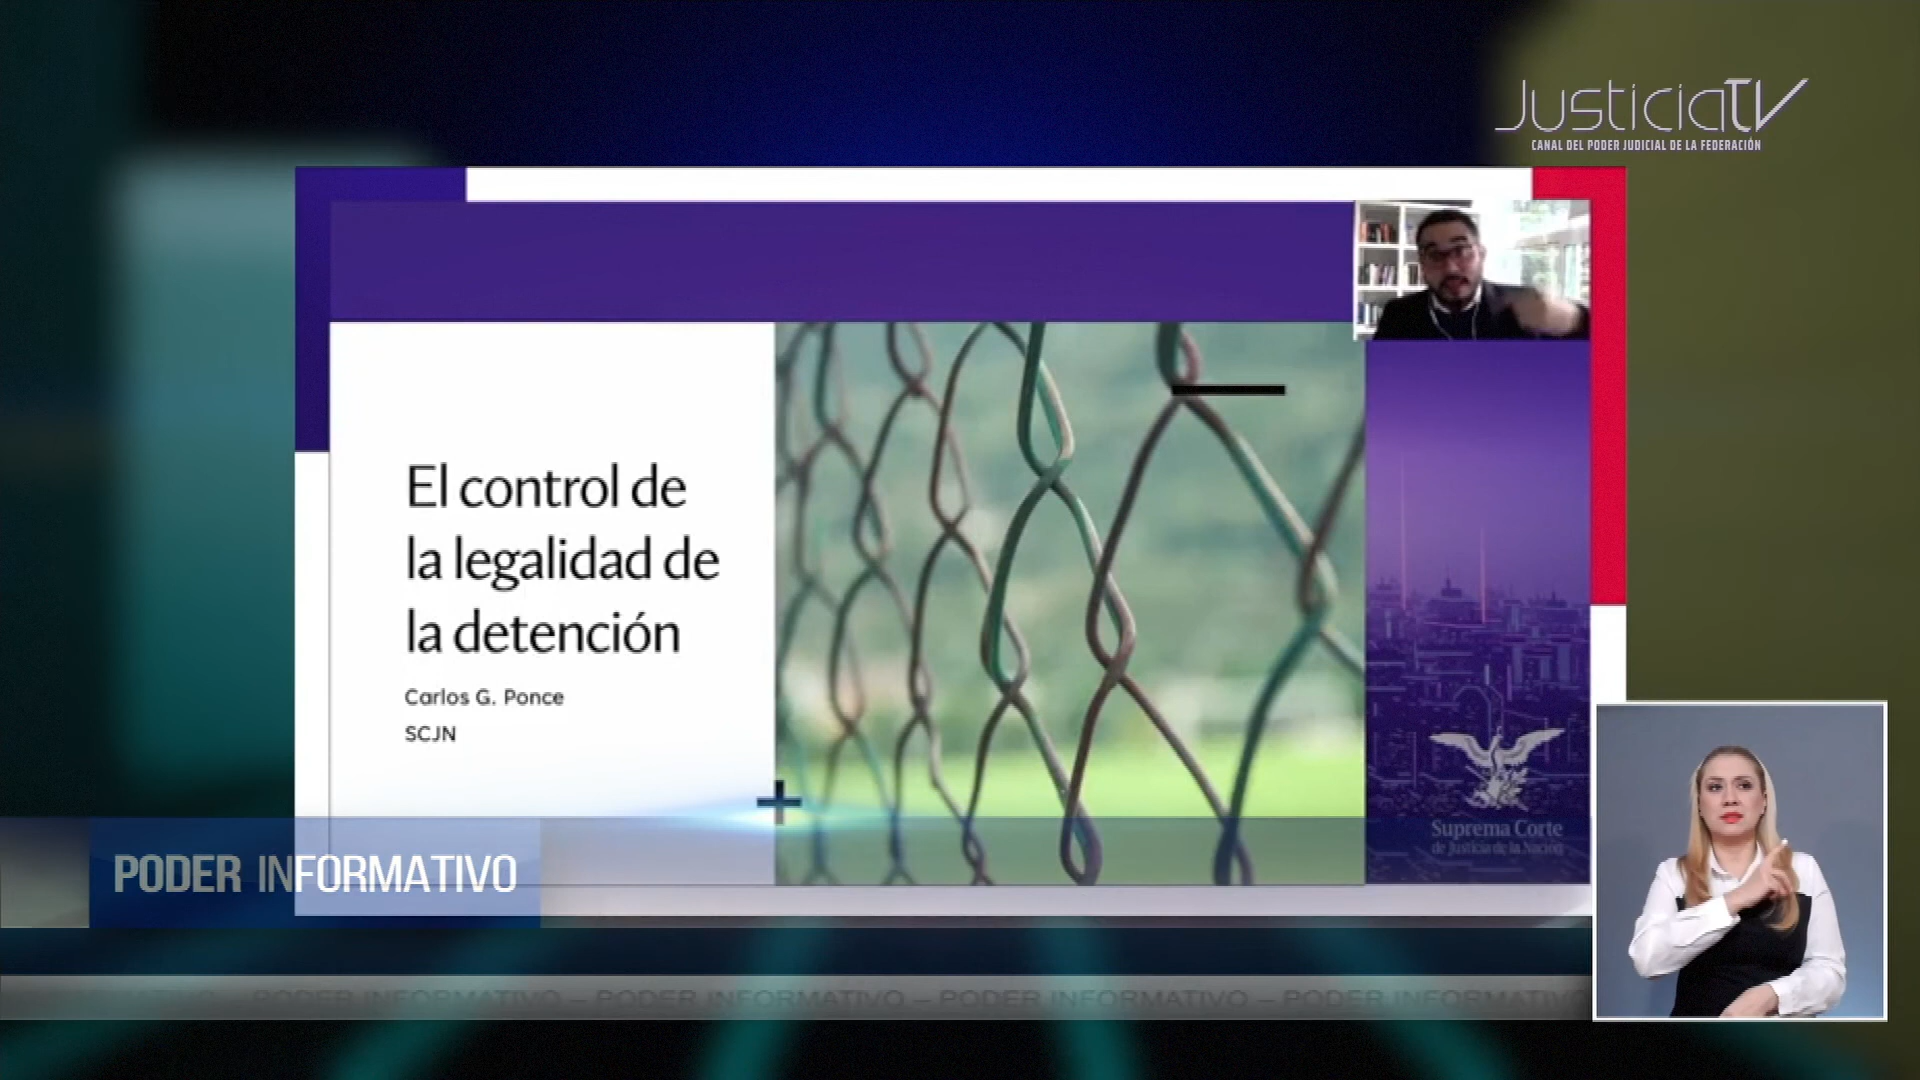 JusticiaTV
CANAL DEL PODER JUDICIAL DE LA FEDERACIÓN
El control de
la legalidad de
la detención
Carlos G. Ponce
SCJN
Suprema Corte
de Justicia de la Nación
PODER INFORMATIVO
PODER INFORMATIVO – PODER INFORMATIVO – PODER INFORMATIVO – PODER INFORMATIV